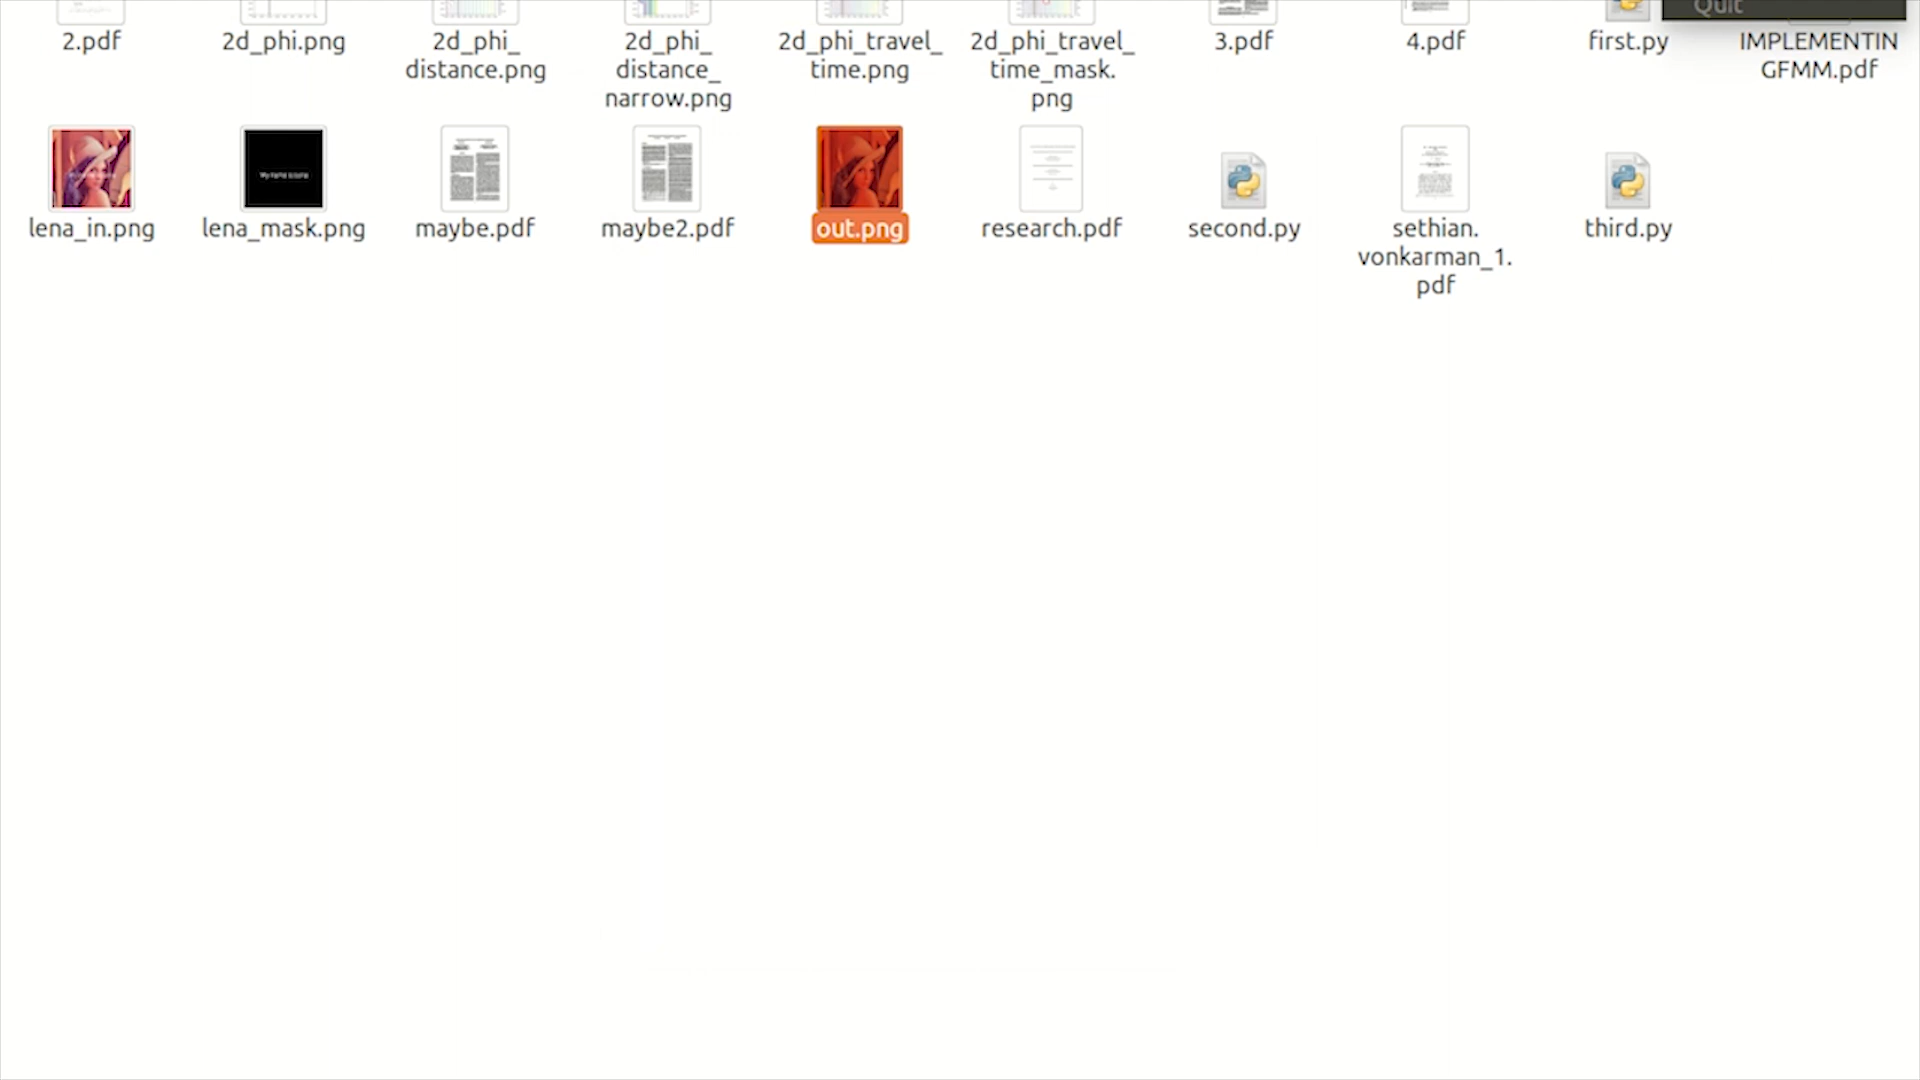 Quit
2.pdf
2d_phi.png
2d_phi_
distance.png
2d_phi_
distance_
narrow.png
2d_phi_travel_
time.png
2d_phi_travel_
time_mask.
png
3.pdf
4.pdf
first.py
IMPLEMENTIN
GFMM.pdf
lena_in.png
lena_mask.png
maybe.pdf
maybe2.pdf
out.png
research.pdf
second.py
sethian.
vonkarman_1.
pdf
third.py